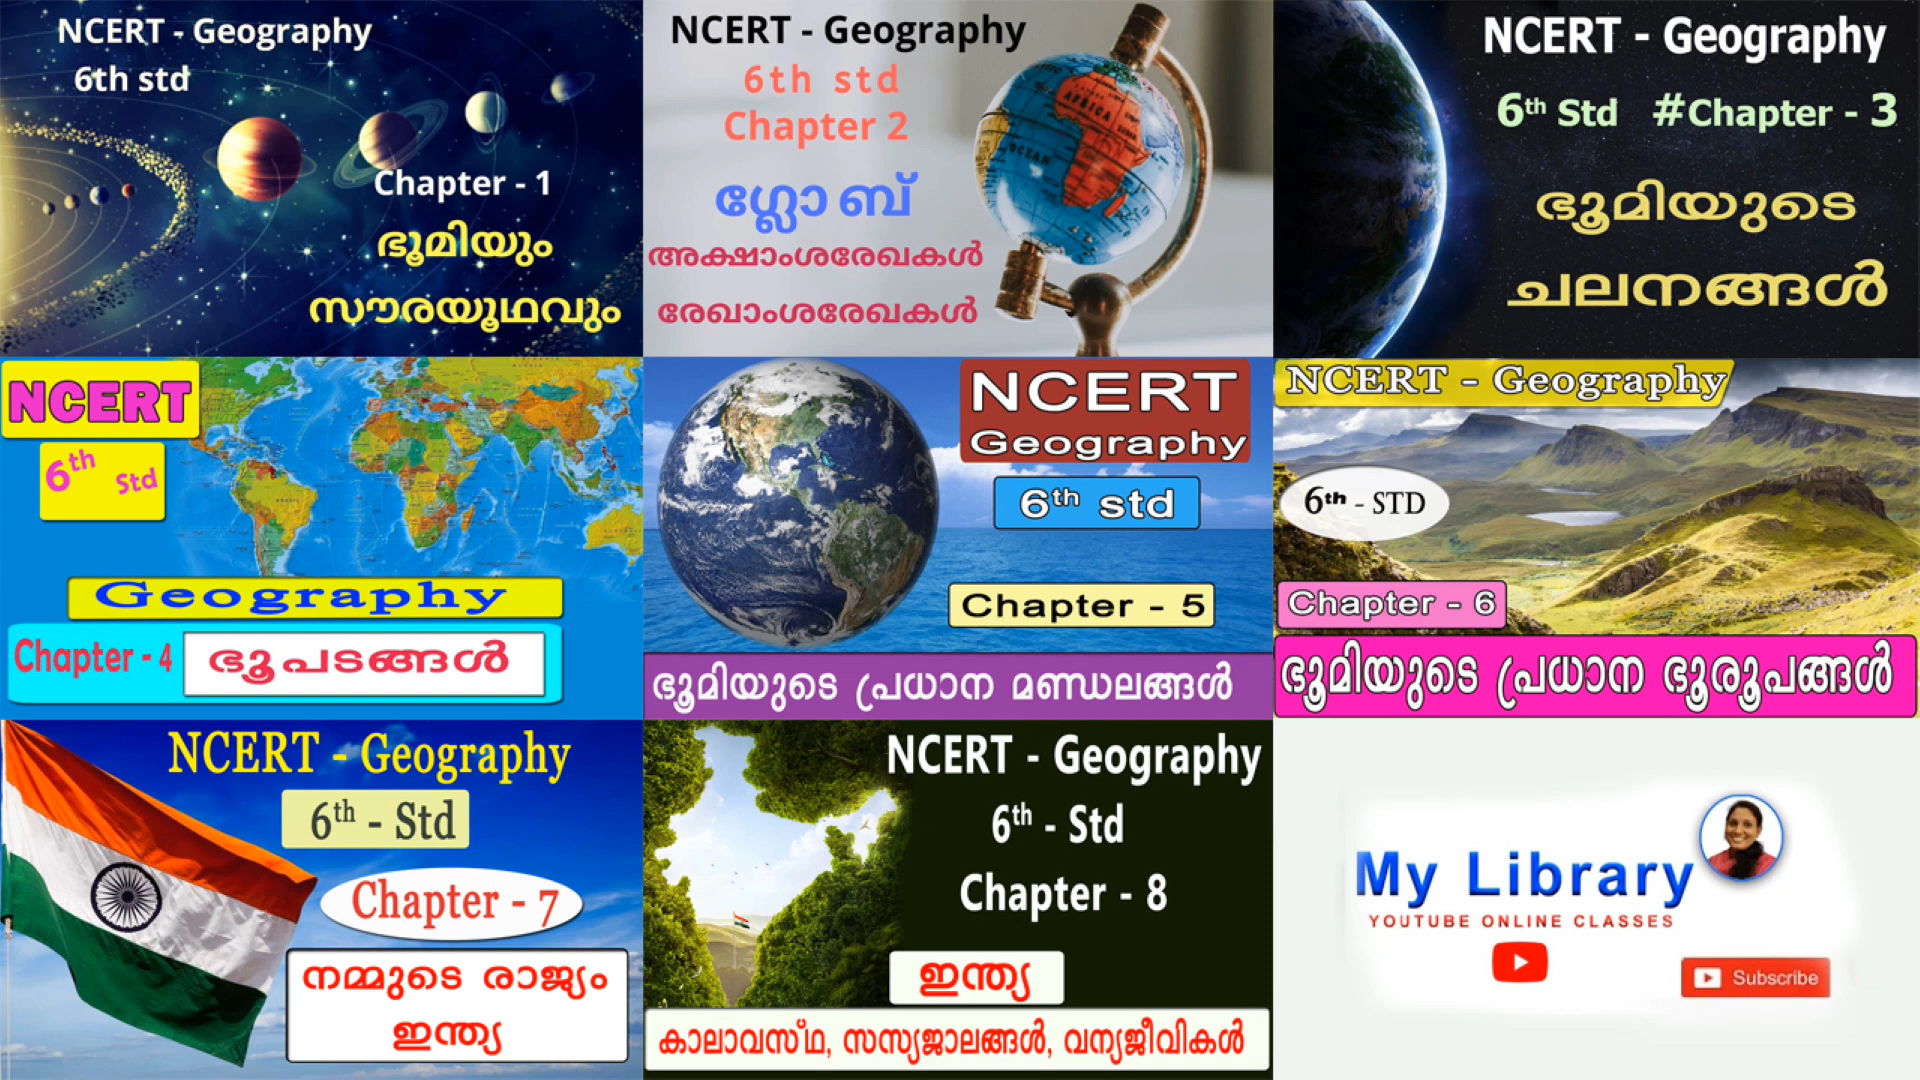 NCERT - Geography
6th std
Chapter - 1
ഭൂമിയും
സൗരയൂഥവും
NCERT - Geography
6th std
Chapter 2
ഗ്ലോബ്
അക്ഷാംശരേഖകൾ
രേഖാംശരേഖകൾ
AFRICA
OCEAN
NCERT - Geography
6th Std #Chapter - 3
ഭൂമിയുടെ
ചലനങ്ങൾ
NCERT
6th Std
Geography
Chapter - 4 ഭൂപടങ്ങൾ
NCERT
Geography
6th std
Chapter - 5
ഭൂമിയുടെ പ്രധാന മണ്ഡലങ്ങൾ
NCERT - Geography
6th - STD
Chapter - 6
ഭൂമിയുടെ പ്രധാന ഭൂരൂപങ്ങൾ
NCERT - Geography
6th - Std
Chapter - 7
നമ്മുടെ രാജ്യം
ഇന്ത്യ
NCERT - Geography
6th - Std
Chapter - 8
ഇന്ത്യ
കാലാവസ്ഥ, സസ്യജാലങ്ങൾ, വന്യജീവികൾ
My Library
YOUTUBE ONLINE CLASSES
Subscribe